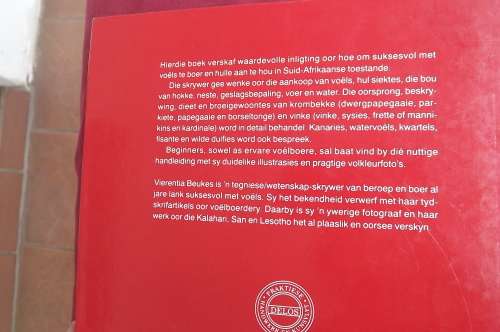 Hierdie boek verskaf waardevolle inligting oor hoe om suksesvol met
voëls te boer en hulle aan te hou in Suid-Afrikaanse toestande.
Die skrywer gee wenke oor die aankoop van voëls, hul siektes, die bou
van hokke, neste, geslagsbepaling, voer en water. Die oorsprong, beskry-
wing, dieet en broeigewoontes van krombekke (dwergpapegaaie, par-
kiete, papegaaie en borseltonge) en vinke (vinke, sysies, frette of manni-
kins en kardinale) word in detail behandel. Kanaries, watervoëls, kwartels,
fisante en wilde duifies word ook bespreek.
Beginners, sowel as ervare voëlboere, sal baat vind by dié nuttige
handleiding met sy duidelike illustrasies en pragtige volkleurfoto's.
Vierentia Beukes is 'n tegniese/wetenskap-skrywer van beroep en boer al
jare lank suksesvol met voëls. Sy het bekendheid verwerf met haar tyd-
skrifartikels oor voëlboerdery. Daarby is sy 'n ywerige fotograaf en haar
werk oor die Kalahari, San en Lesotho het al plaaslik en oorsee verskyn.
PRAKTIESE
DELOS